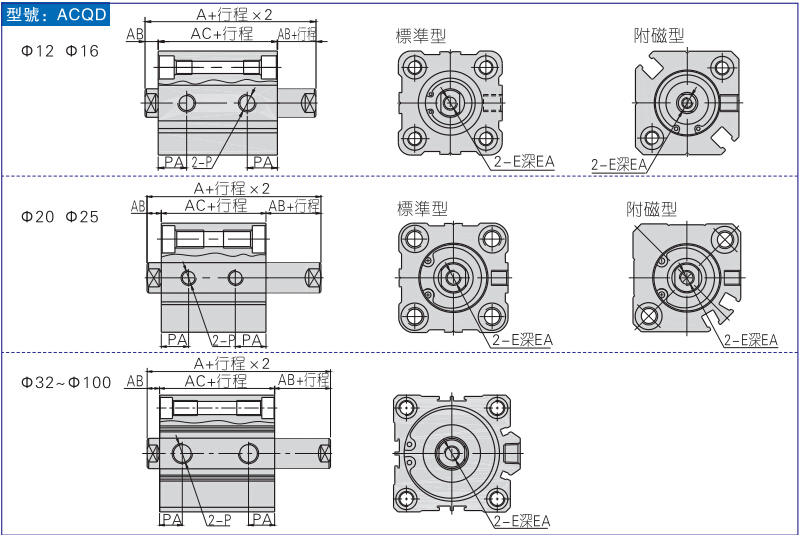 型號: ACQD
Φ12 Φ16
A+行程×2
AB AC+行程 AB+行程
PA 2-P PA
標準型
2-E深EA
附磁型
2-E深EA
Φ20 Φ25
A+行程×2
AB AC+行程 AB+行程
PA 2-P PA
標準型
2-E深EA
附磁型
2-E深EA
Φ32~Φ100
A+行程×2
AB AC+行程 AB+行程
PA 2-P PA
2-E深EA